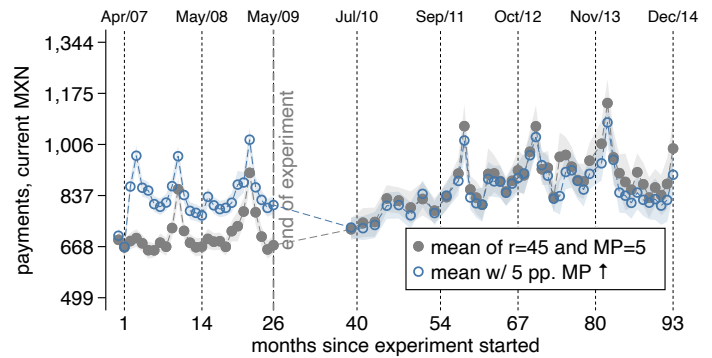 Apr/07 May/08 May/09 Jul/10 Sep/11 Oct/12 Nov/13 Dec/14
payments, current MXN
1,344
1,175
1,006
837
668
499
end of experiment
mean of r=45 and MP=5
mean w/ 5 pp. MP ↑
1 14 26 40 54 67 80 93
months since experiment started